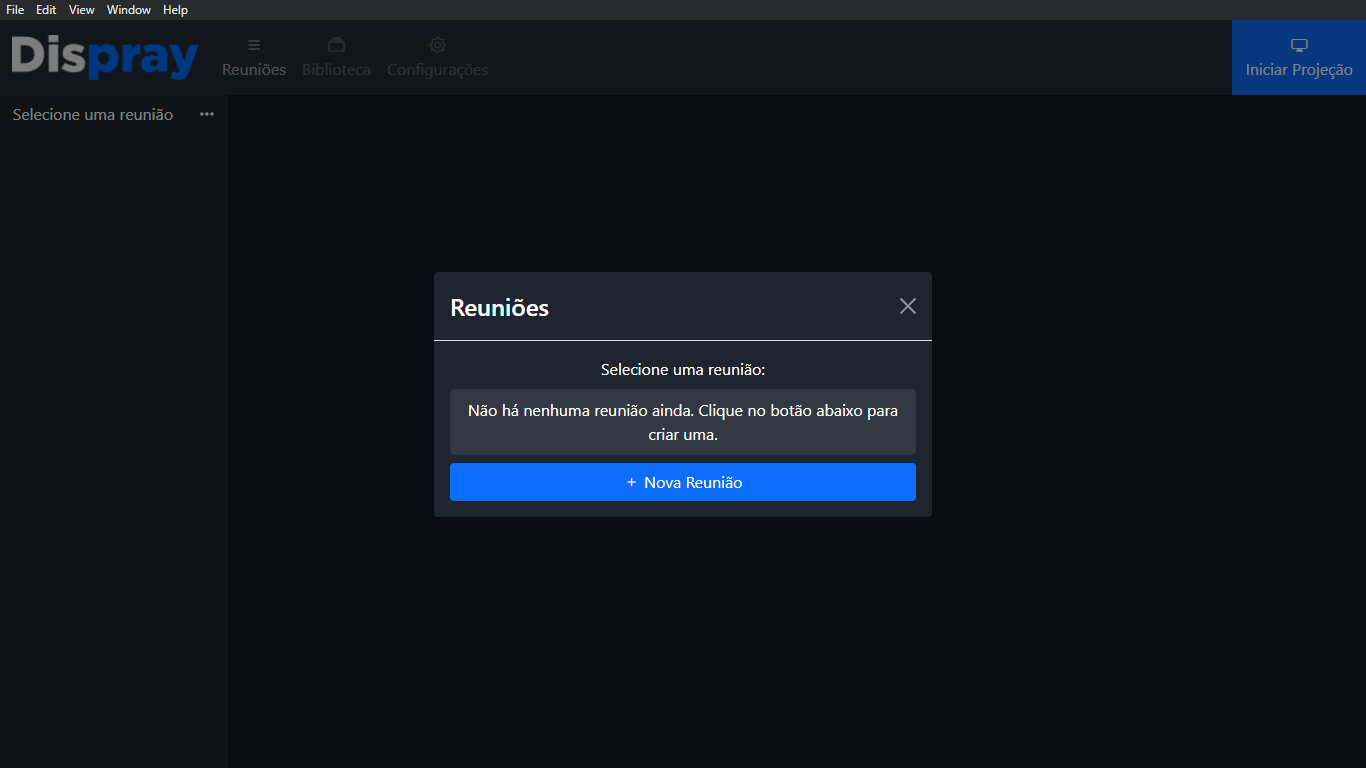 File Edit View Window Help
Dispray
Reuniões Biblioteca Configurações
Iniciar Projeção
Selecione uma reunião
Reuniões
Selecione uma reunião:
Não há nenhuma reunião ainda. Clique no botão abaixo para
criar uma.
+ Nova Reunião